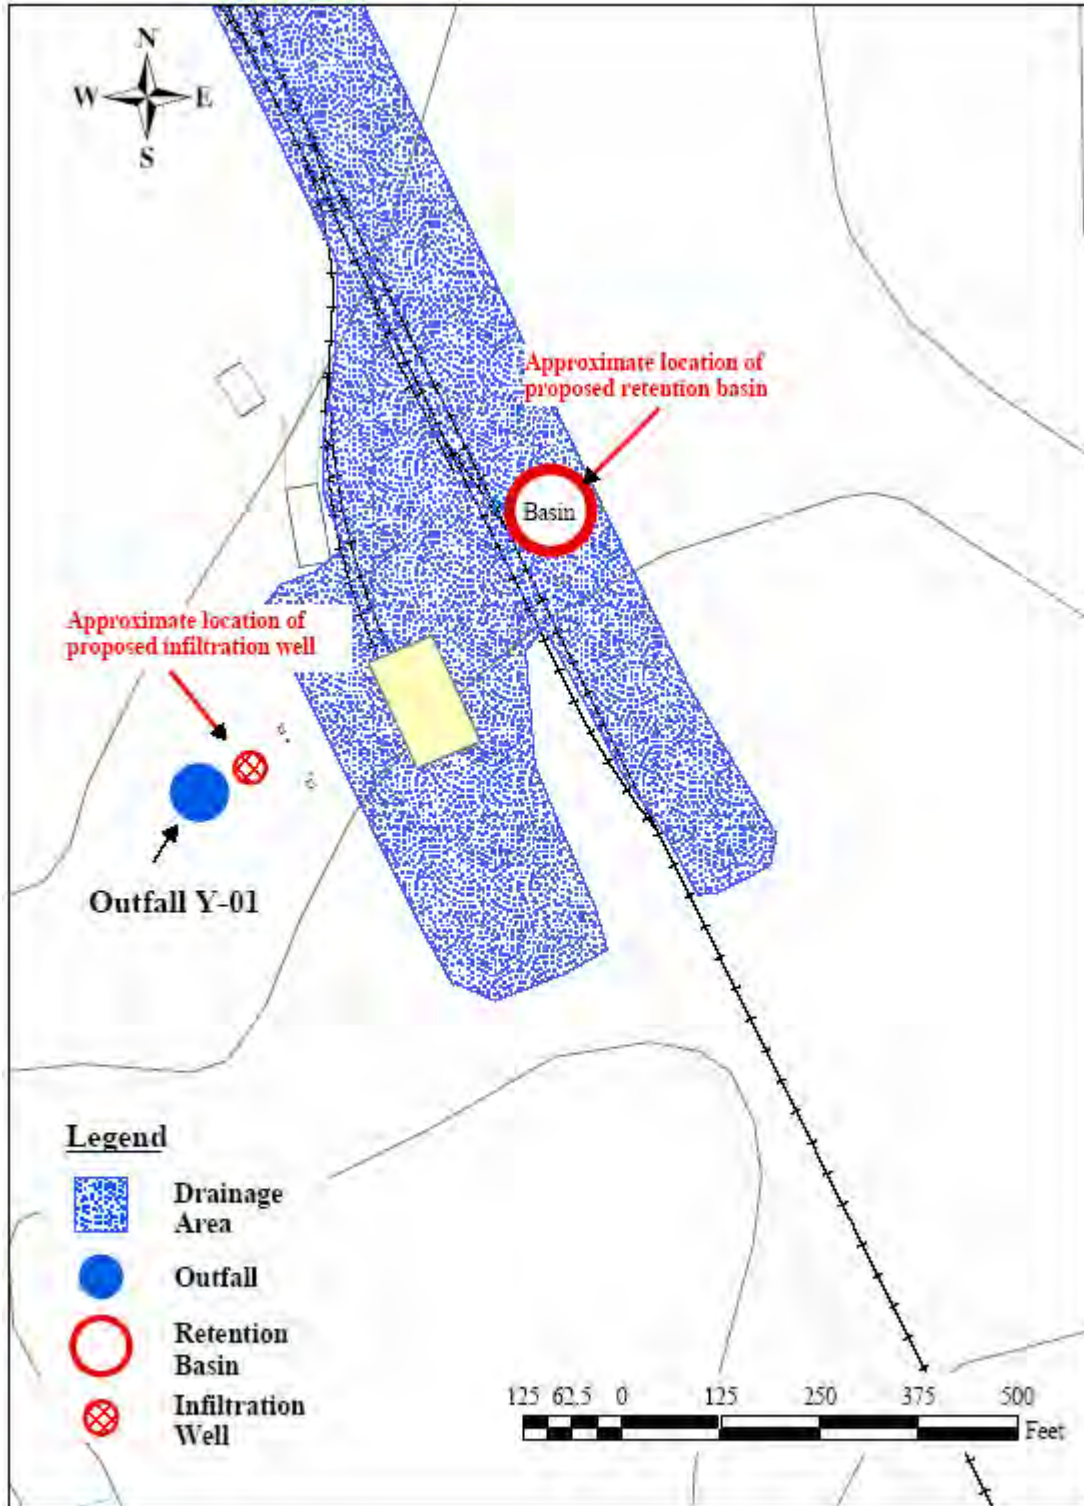 N
W E
S
Approximate location of
proposed retention basin
Basin
Approximate location of
proposed infiltration well
Outfall Y-01
Legend
Drainage
Area
Outfall
Retention
Basin
Infiltration
Well
125 62.5 0 125 250 375 500
Feet